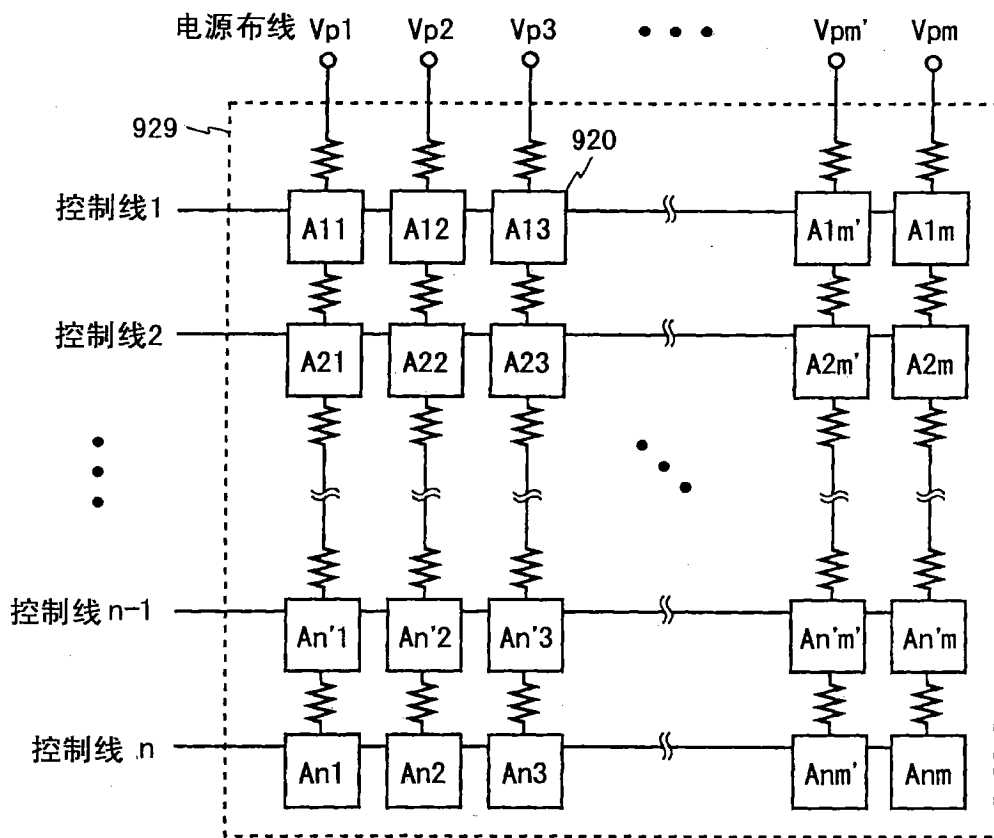 电源布线 Vp1 Vp2 Vp3 • • • Vpm' Vpm
929
920
控制线1 A11 A12 A13 A1m' A1m
控制线2 A21 A22 A23 A2m' A2m
控制线 n-1 An'1 An'2 An'3 An'm' An'm
控制线 n An1 An2 An3 Anm' Anm